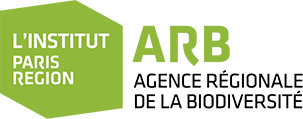 L'INSTITUT
PARIS
REGION
ARB
AGENCE RÉGIONALE
DE LA BIODIVERSITÉ